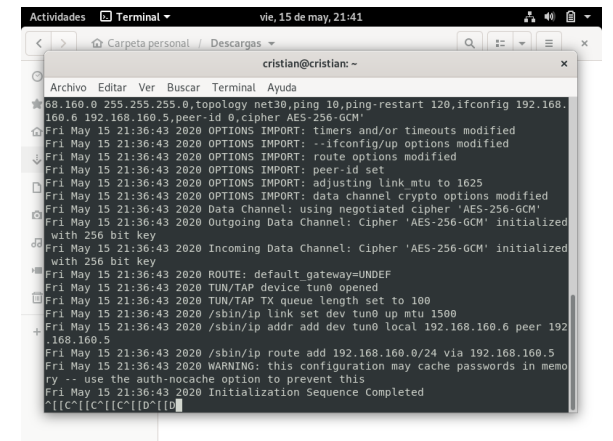 Actividades Terminal vie, 15 de may, 21:41
Carpeta personal / Descargas
cristian@cristian: ~
Archivo Editar Ver Buscar Terminal Ayuda
68.160.0 255.255.255.0,topology net30,ping 10,ping-restart 120,ifconfig 192.168.
160.6 192.168.160.5,peer-id 0,cipher AES-256-GCM'
Fri May 15 21:36:43 2020 OPTIONS IMPORT: timers and/or timeouts modified
Fri May 15 21:36:43 2020 OPTIONS IMPORT: --ifconfig/up options modified
Fri May 15 21:36:43 2020 OPTIONS IMPORT: route options modified
Fri May 15 21:36:43 2020 OPTIONS IMPORT: peer-id set
Fri May 15 21:36:43 2020 OPTIONS IMPORT: adjusting link_mtu to 1625
Fri May 15 21:36:43 2020 OPTIONS IMPORT: data channel crypto options modified
Fri May 15 21:36:43 2020 Data Channel: using negotiated cipher 'AES-256-GCM'
Fri May 15 21:36:43 2020 Outgoing Data Channel: Cipher 'AES-256-GCM' initialized
with 256 bit key
Fri May 15 21:36:43 2020 Incoming Data Channel: Cipher 'AES-256-GCM' initialized
with 256 bit key
Fri May 15 21:36:43 2020 ROUTE: default_gateway=UNDEF
Fri May 15 21:36:43 2020 TUN/TAP device tun0 opened
Fri May 15 21:36:43 2020 TUN/TAP TX queue length set to 100
Fri May 15 21:36:43 2020 /sbin/ip link set dev tun0 up mtu 1500
Fri May 15 21:36:43 2020 /sbin/ip addr add dev tun0 local 192.168.160.6 peer 192
.168.160.5
Fri May 15 21:36:43 2020 /sbin/ip route add 192.168.160.0/24 via 192.168.160.5
Fri May 15 21:36:43 2020 WARNING: this configuration may cache passwords in memo
ry -- use the auth-nocache option to prevent this
Fri May 15 21:36:43 2020 Initialization Sequence Completed
^[[C^[[C^[[C^[[D^[[D